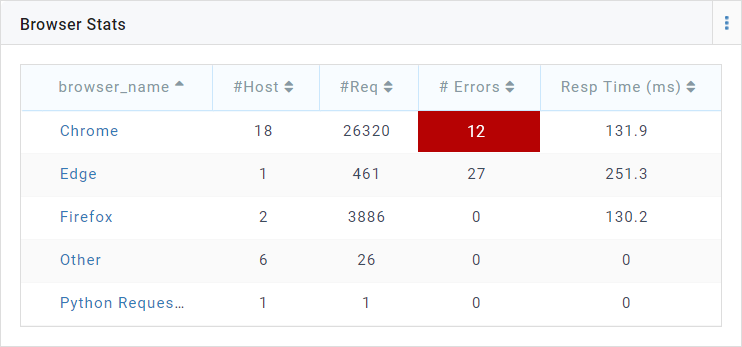 Browser Stats
browser_name #Host #Req # Errors Resp Time (ms)
Chrome 18 26320 12 131.9
Edge 1 461 27 251.3
Firefox 2 3886 0 130.2
Other 6 26 0 0
Python Reques… 1 1 0 0